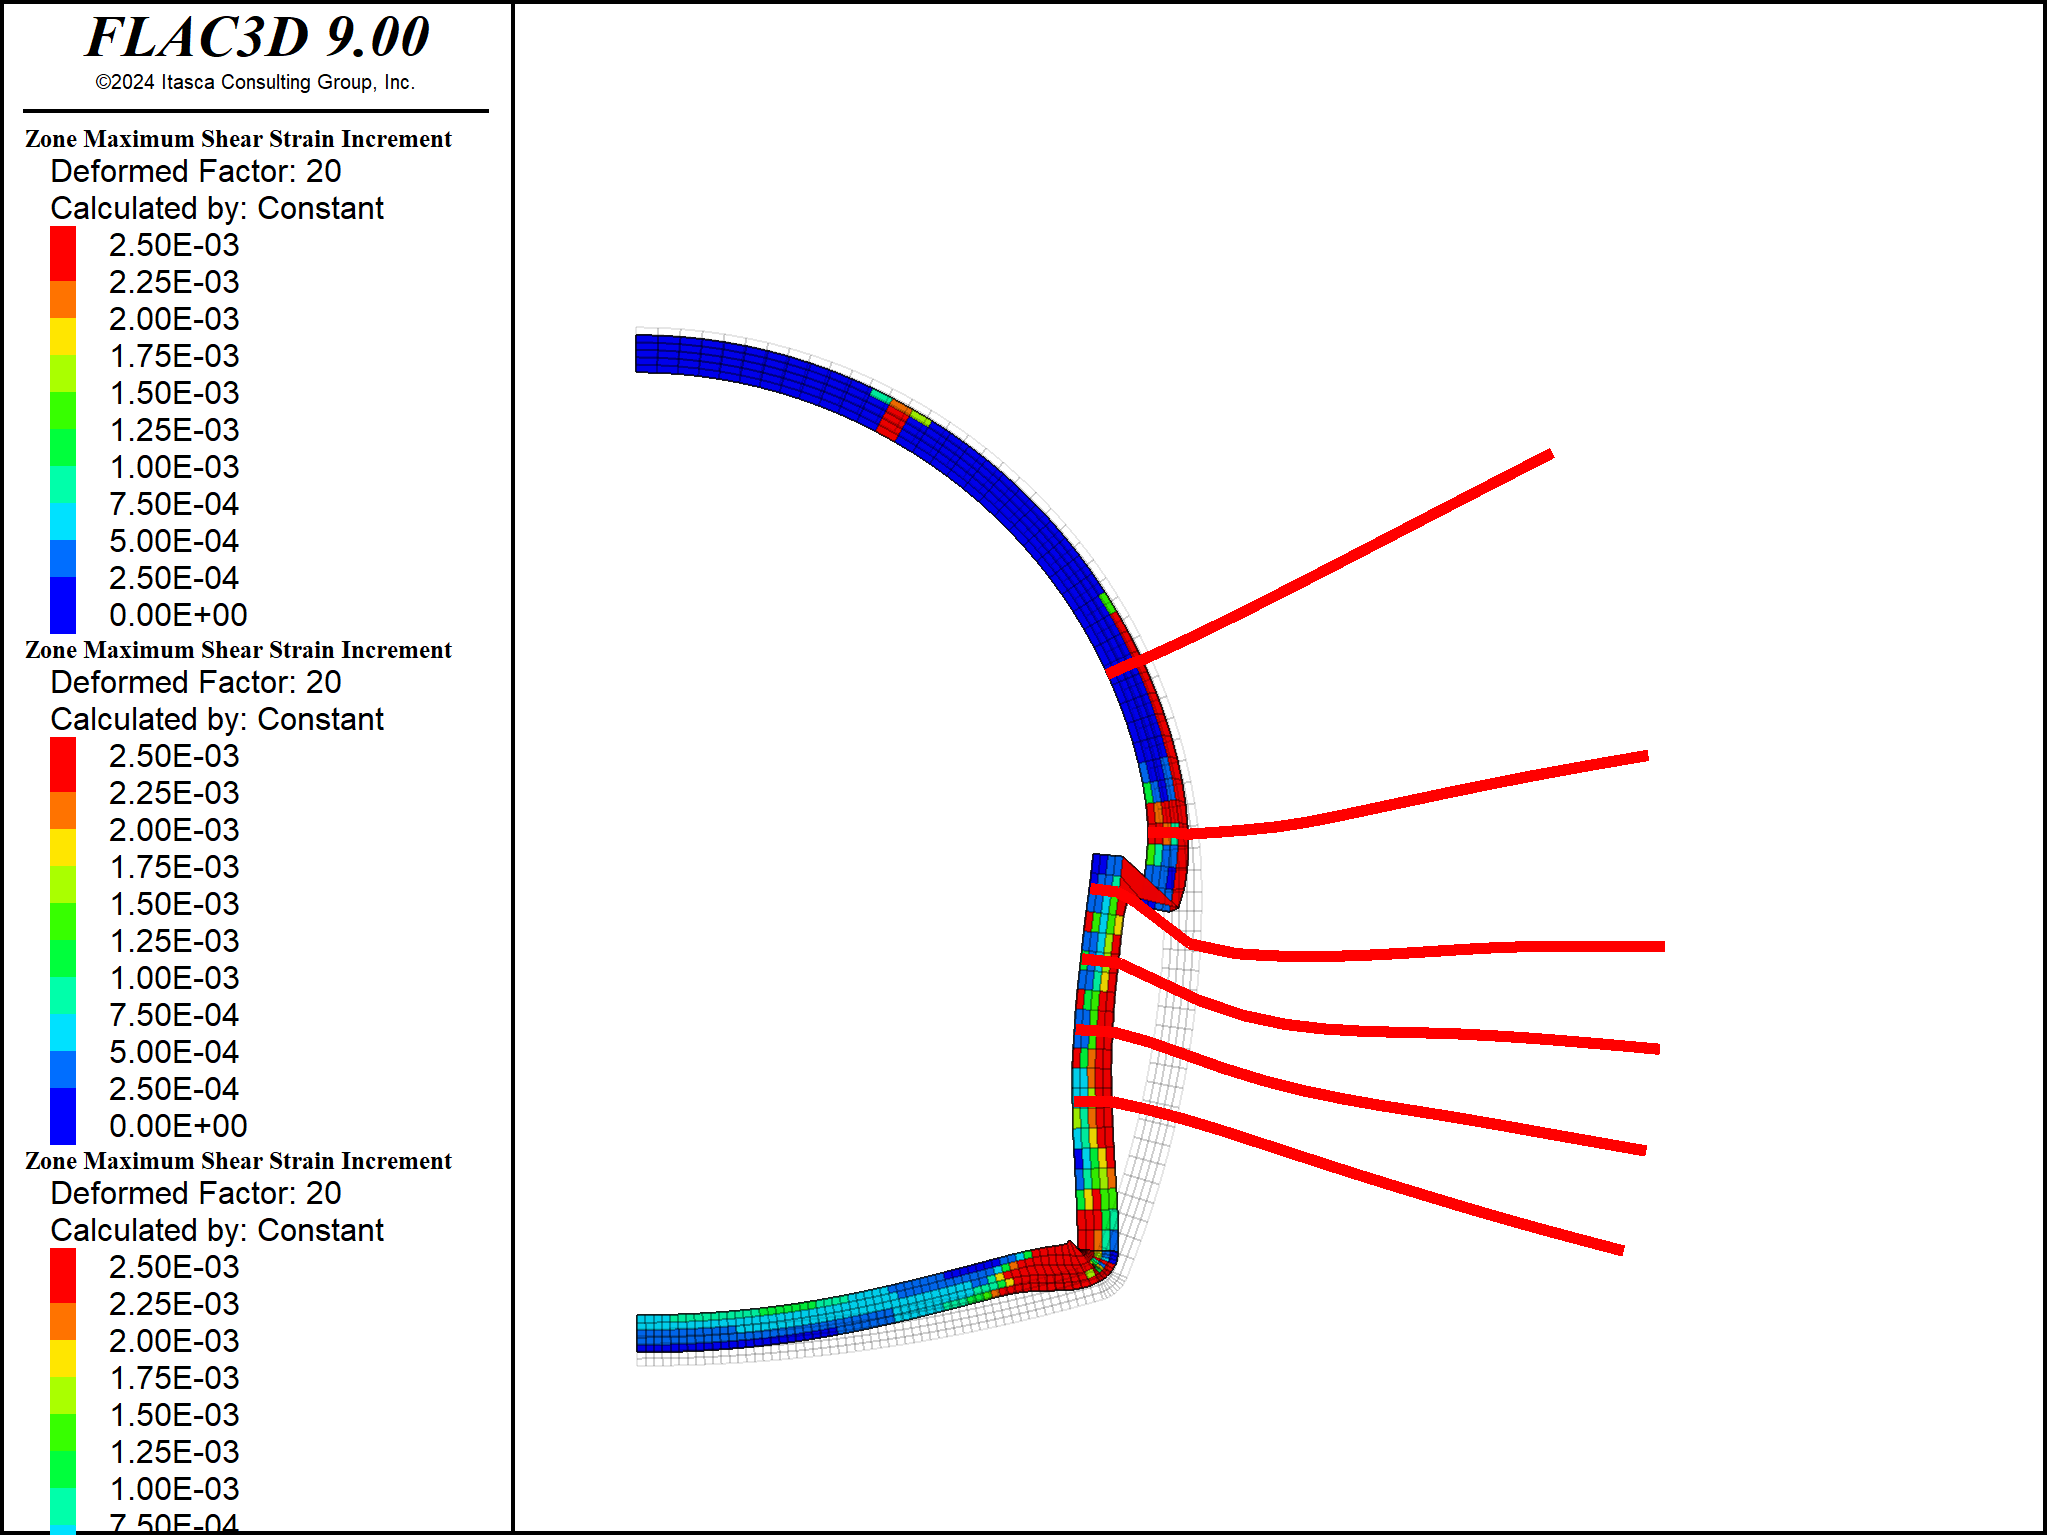 FLAC3D 9.00
©2024 Itasca Consulting Group, Inc.
Zone Maximum Shear Strain Increment
Deformed Factor: 20
Calculated by: Constant
2.50E-03
2.25E-03
2.00E-03
1.75E-03
1.50E-03
1.25E-03
1.00E-03
7.50E-04
5.00E-04
2.50E-04
0.00E+00
Zone Maximum Shear Strain Increment
Deformed Factor: 20
Calculated by: Constant
2.50E-03
2.25E-03
2.00E-03
1.75E-03
1.50E-03
1.25E-03
1.00E-03
7.50E-04
5.00E-04
2.50E-04
0.00E+00
Zone Maximum Shear Strain Increment
Deformed Factor: 20
Calculated by: Constant
2.50E-03
2.25E-03
2.00E-03
1.75E-03
1.50E-03
1.25E-03
1.00E-03
7.50E-04